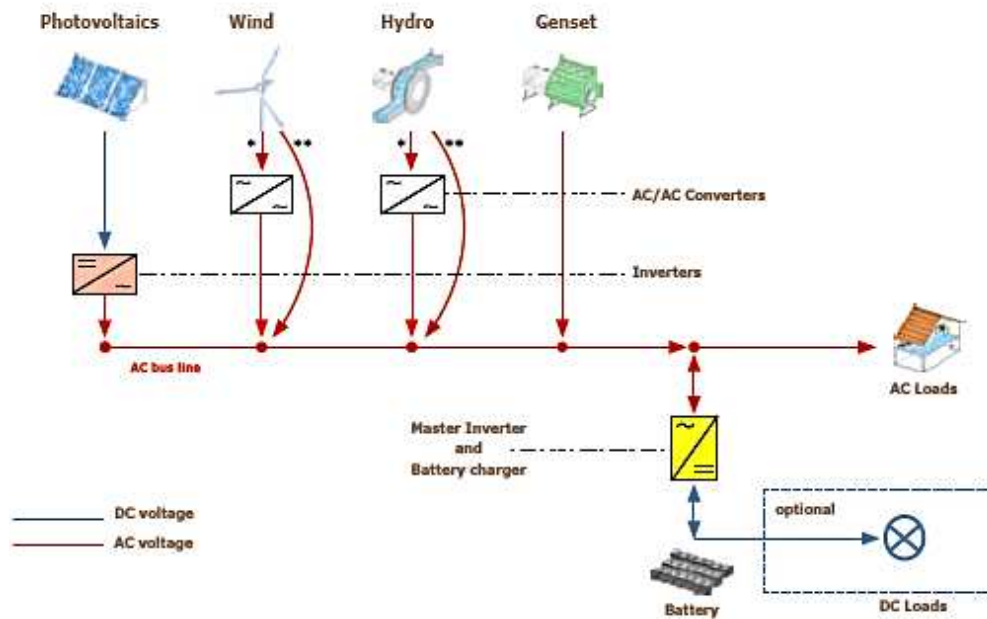 Photovoltaics
Wind
Hydro
Genset
* **
* **
AC/AC Converters
Inverters
AC bus line
AC Loads
Master Inverter
and
Battery charger
DC voltage
AC voltage
optional
Battery
DC Loads